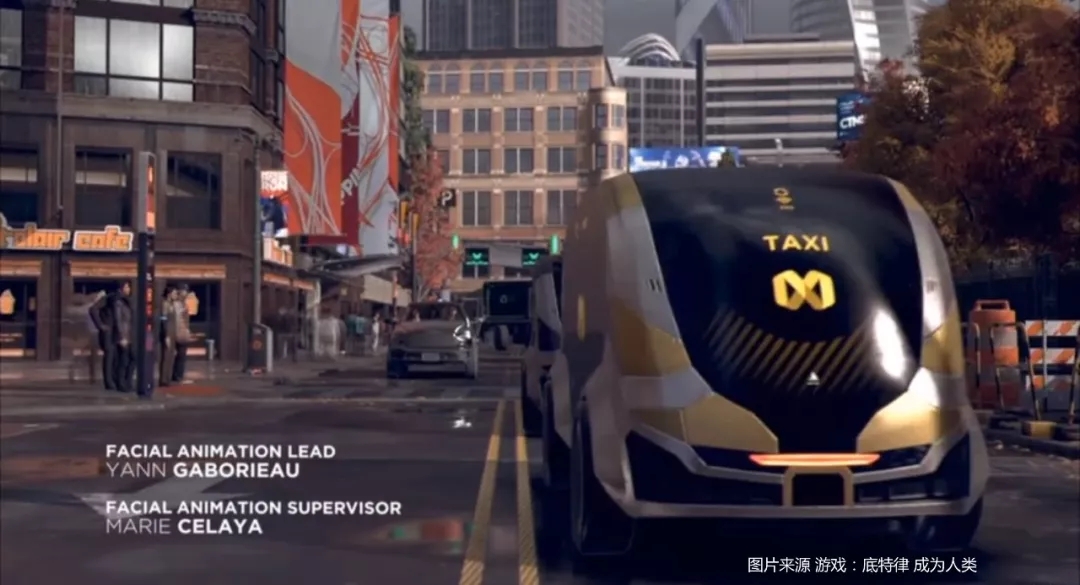 TAXI
P
FACIAL ANIMATION LEAD
YANN GABORIEAU
FACIAL ANIMATION SUPERVISOR
MARIE CELAYA
图片来源 游戏：底特律 成为人类